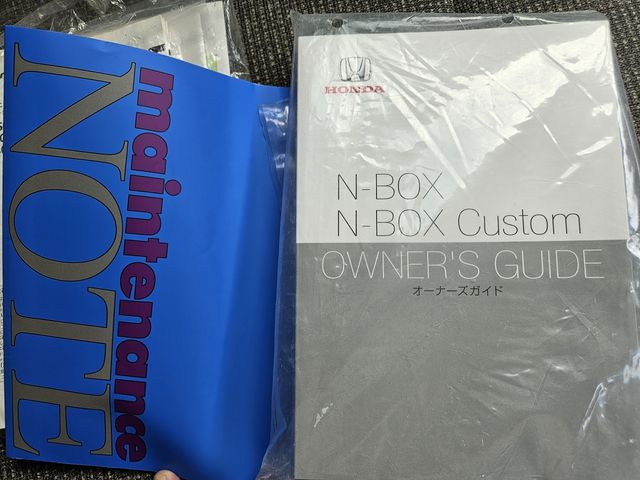 maintenance
NOTE
HONDA
N-BOX
N-BOX Custom
OWNER'S GUIDE
オーナーズガイド